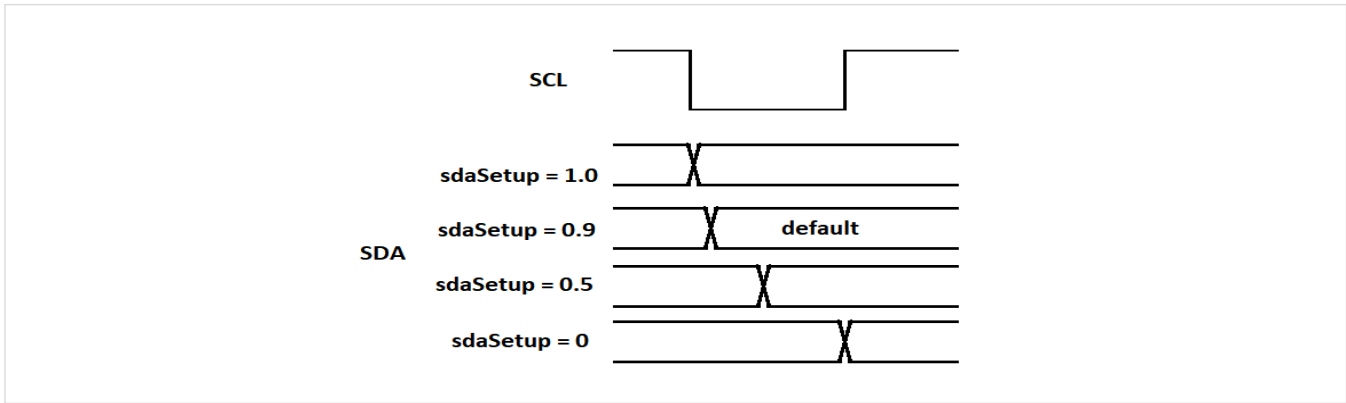 SCL
sdaSetup = 1.0
sdaSetup = 0.9
default
SDA
sdaSetup = 0.5
sdaSetup = 0